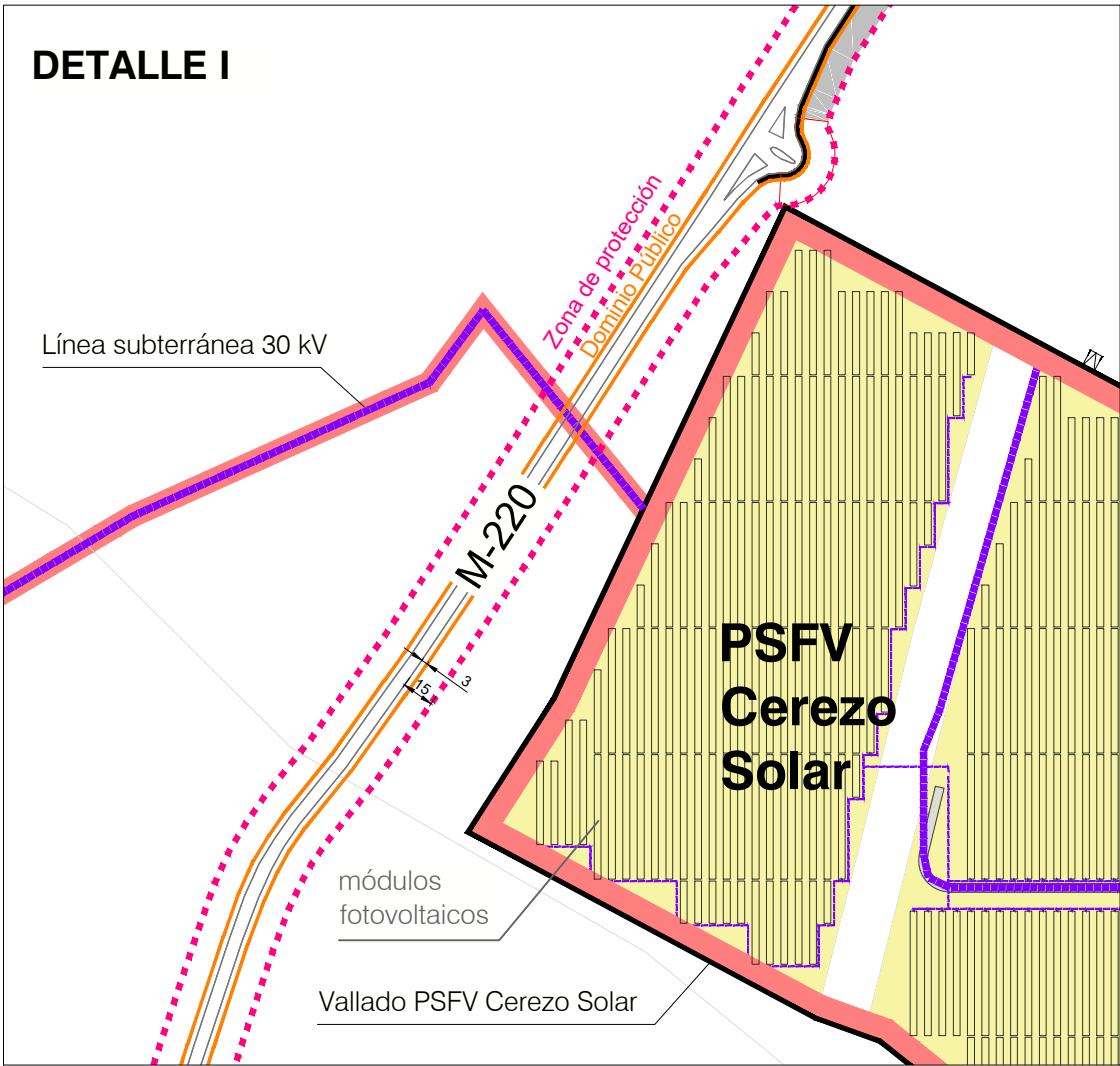 DETALLE I
Zona de protección
Dominio Público
Línea subterránea 30 kV
M-220
3
15
PSFV
Cerezo
Solar
módulos
fotovoltaicos
Vallado PSFV Cerezo Solar